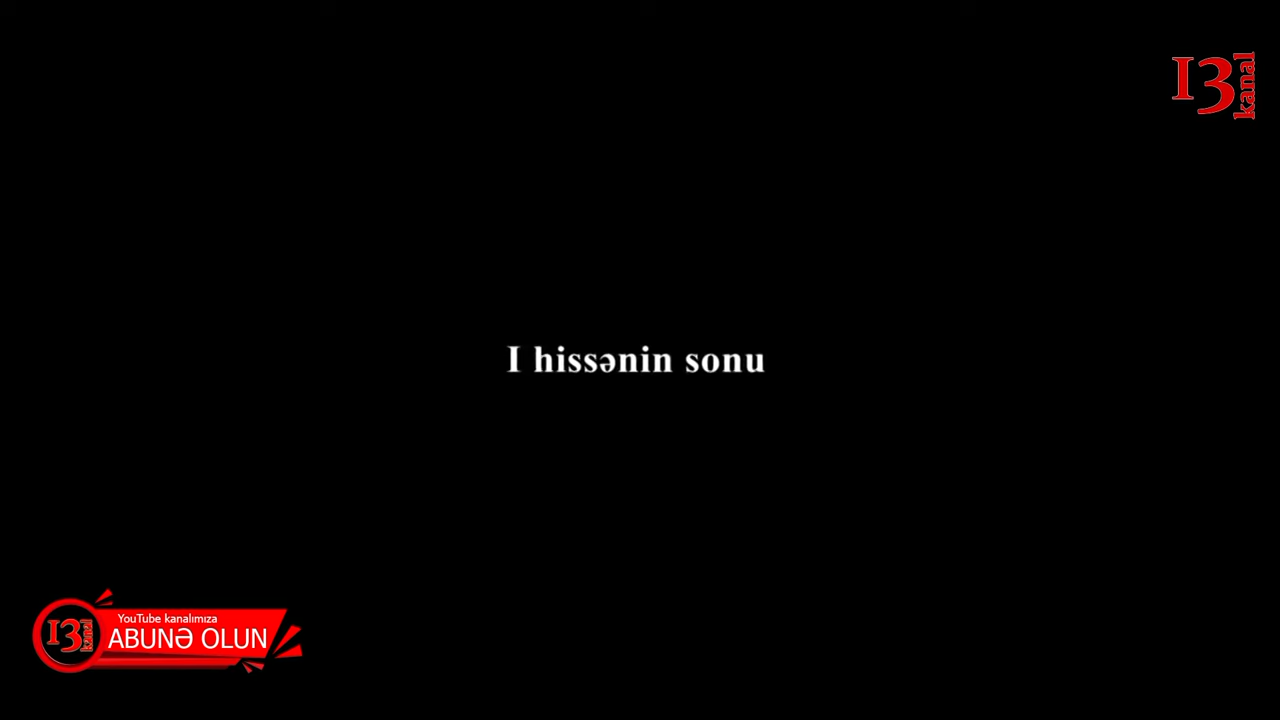 13 kanal
I hissənin sonu
13 kanal
YouTube kanalımıza
ABUNƏ OLUN